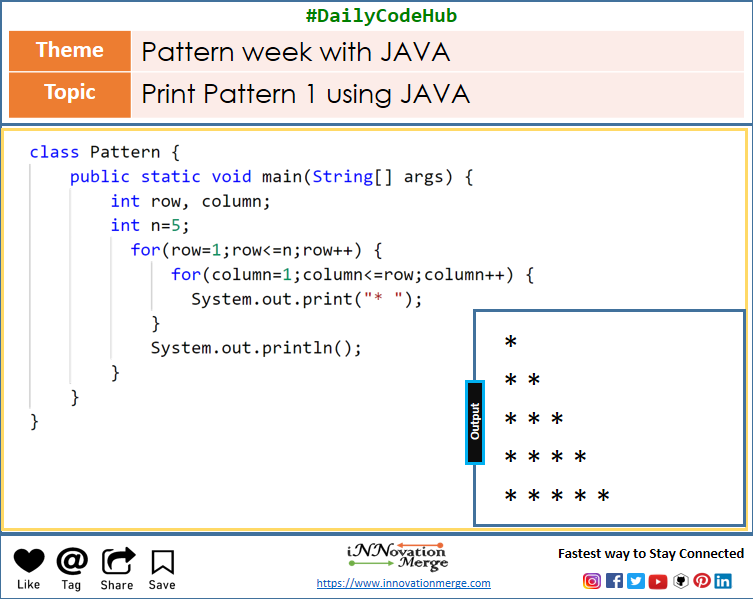 #DailyCodeHub
Theme
Pattern week with JAVA
Topic
Print Pattern 1 using JAVA
class Pattern {
    public static void main(String[] args) {
        int row, column;
        int n=5;
          for(row=1;row<=n;row++) {
              for(column=1;column<=row;column++) {
                System.out.print("* ");
            }
            System.out.println();
        }
    }
}
Output
*
* *
* * *
* * * *
* * * * *
Like
Tag
Share
Save
iNNovation
Merge
https://www.innovationmerge.com
Fastest way to Stay Connected